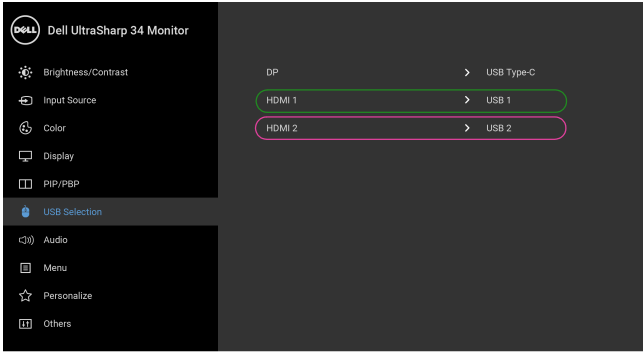 DELL Dell UltraSharp 34 Monitor
Brightness/Contrast
Input Source
Color
Display
PIP/PBP
USB Selection
Audio
Menu
Personalize
Others
DP > USB Type-C
HDMI 1 > USB 1
HDMI 2 > USB 2